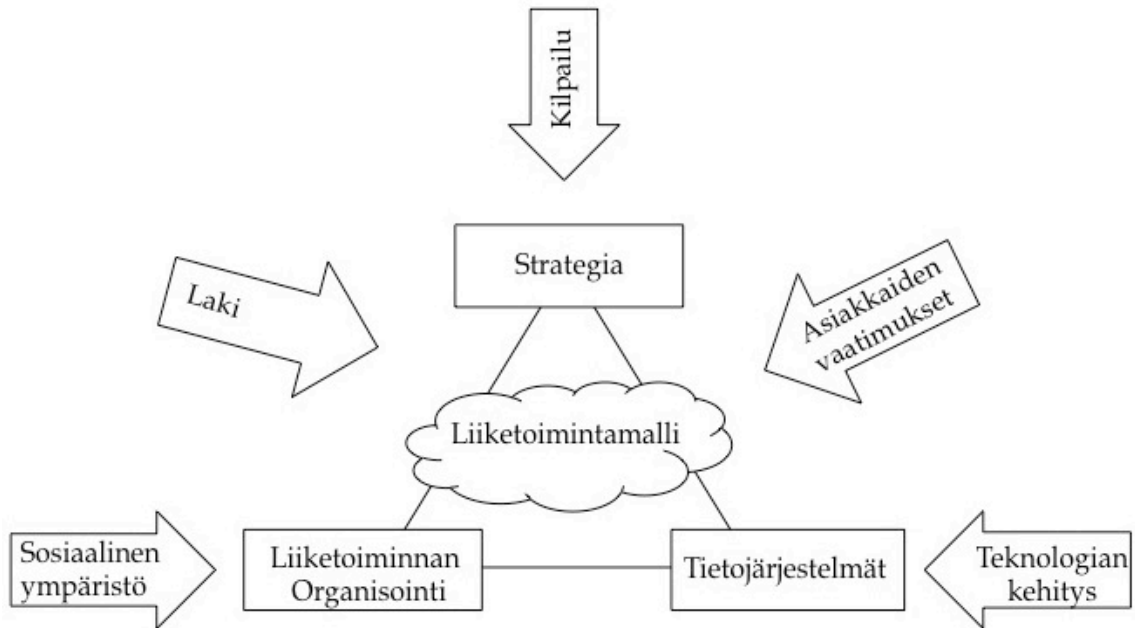 Kilpailu
Strategia
Laki
Asiakkaiden
vaatimukset
Liiketoimintamalli
Sosiaalinen
ympäristö
Liiketoiminnan
Organisointi
Tietojärjestelmät
Teknologian
kehitys